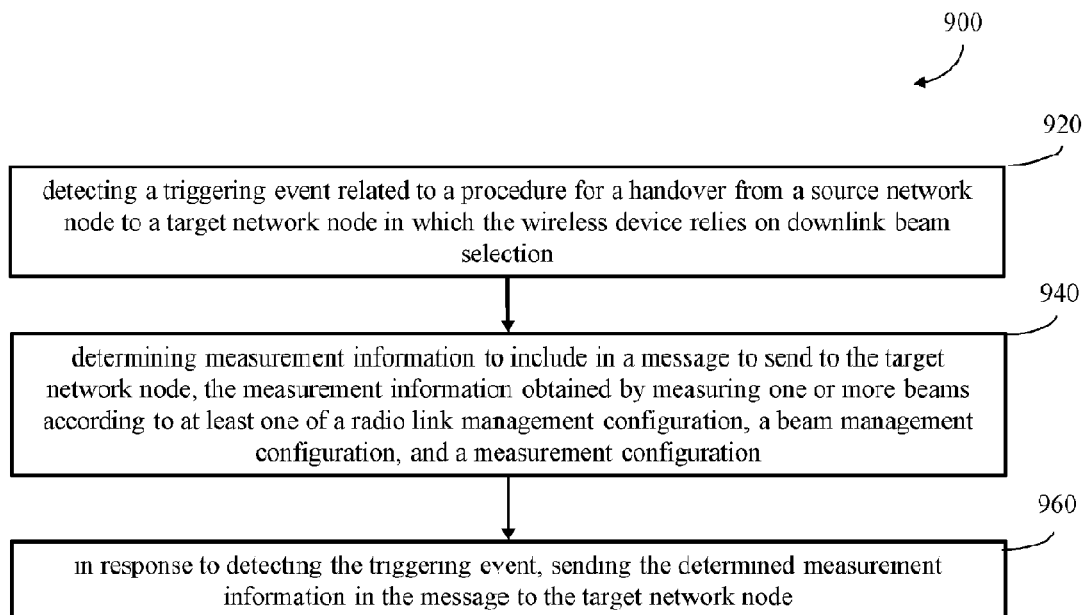 900
920
detecting a triggering event related to a procedure for a handover from a source network
node to a target network node in which the wireless device relies on downlink beam
selection
940
determining measurement information to include in a message to send to the target
network node, the measurement information obtained by measuring one or more beams
according to at least one of a radio link management configuration, a beam management
configuration, and a measurement configuration
960
in response to detecting the triggering event, sending the determined measurement
information in the message to the target network node